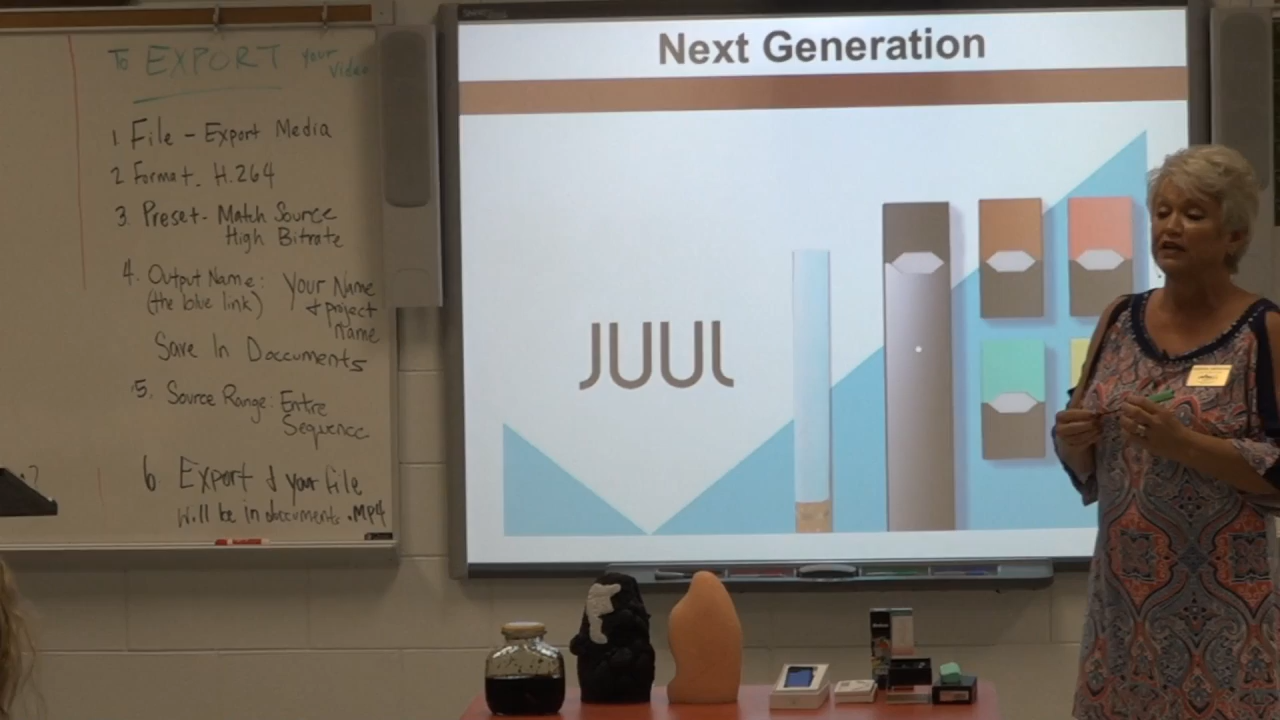 To EXPORT your
video
1. File - Export Media
2 Format - H.264
3. Preset - Match Source
High Bitrate
4. Output Name: Your Name
(the blue link) & project
name
Save In Doccuments
5. Source Range: Entire
Sequence
6 Export & your file
will be in documents .MP4
Next Generation
JUUL